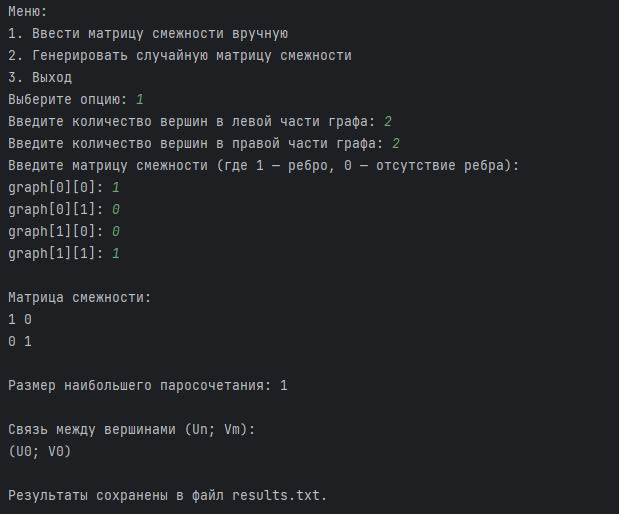 Меню:
1. Ввести матрицу смежности вручную
2. Генерировать случайную матрицу смежности
3. Выход
Выберите опцию: 1
Введите количество вершин в левой части графа: 2
Введите количество вершин в правой части графа: 2
Введите матрицу смежности (где 1 — ребро, 0 — отсутствие ребра):
graph[0][0]: 1
graph[0][1]: 0
graph[1][0]: 0
graph[1][1]: 1
Матрица смежности:
1 0
0 1
Размер наибольшего паросочетания: 1
Связь между вершинами (Un; Vm):
(U0; V0)
Результаты сохранены в файл results.txt.